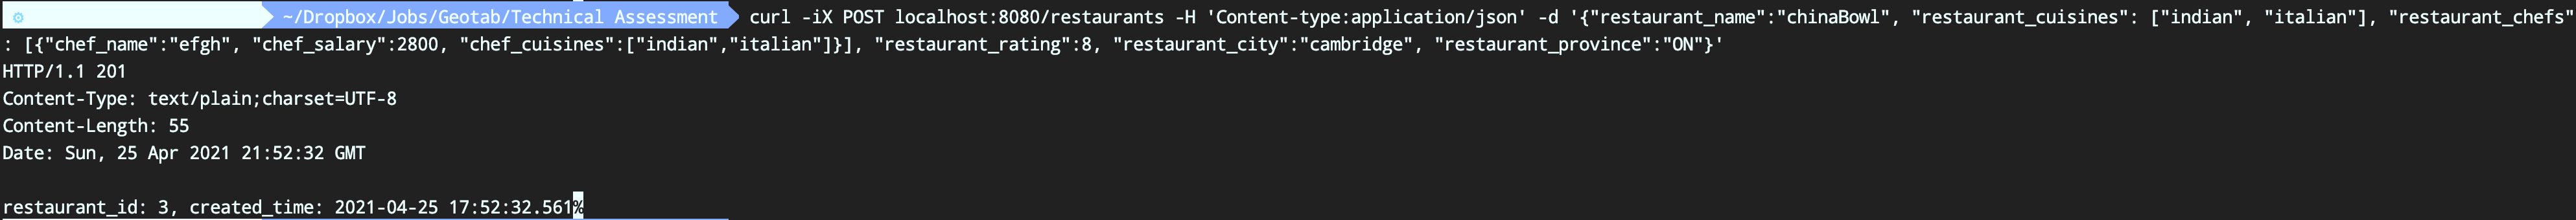 ~/Dropbox/Jobs/Geotab/Technical Assessment curl -iX POST localhost:8080/restaurants -H 'Content-type:application/json' -d '{"restaurant_name":"chinaBowl", "restaurant_cuisines": ["indian", "italian"], "restaurant_chefs"
: [{"chef_name":"efgh", "chef_salary":2800, "chef_cuisines":["indian","italian"]}], "restaurant_rating":8, "restaurant_city":"cambridge", "restaurant_province":"ON"}'
HTTP/1.1 201
Content-Type: text/plain;charset=UTF-8
Content-Length: 55
Date: Sun, 25 Apr 2021 21:52:32 GMT
restaurant_id: 3, created_time: 2021-04-25 17:52:32.561%